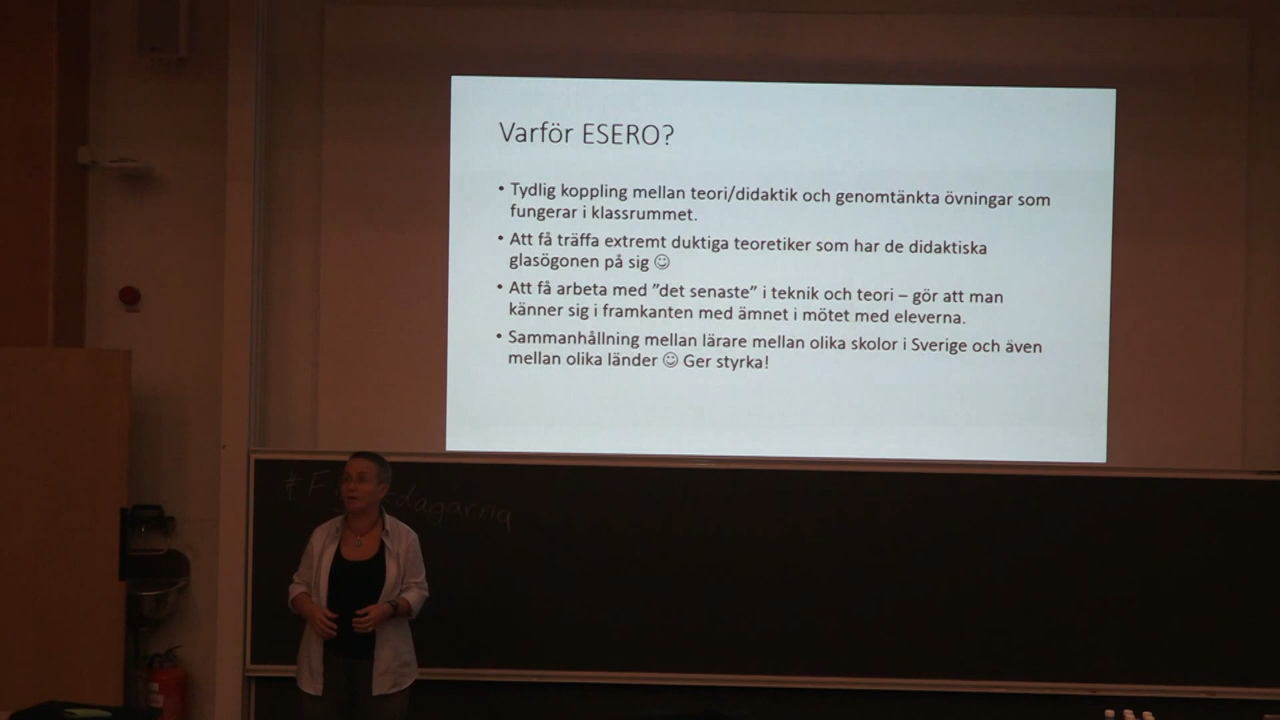 Varför ESERO?
• Tydlig koppling mellan teori/didaktik och genomtänkta övningar som
fungerar i klassrummet.
• Att få träffa extremt duktiga teoretiker som har de didaktiska
glasögonen på sig ☺
• Att få arbeta med ”det senaste” i teknik och teori – gör att man
känner sig i framkanten med ämnet i mötet med eleverna.
• Sammanhållning mellan lärare mellan olika skolor i Sverige och även
mellan olika länder ☺ Ger styrka!
dagarna